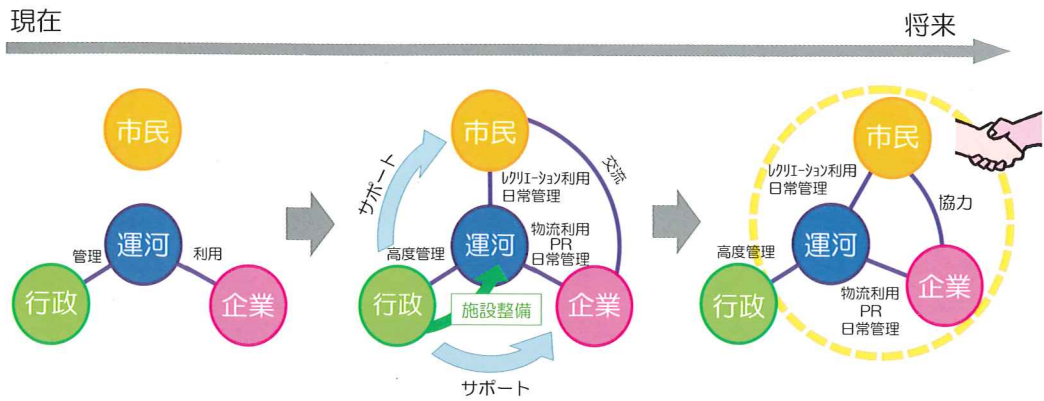 現在
将来
市民
運河
管理
利用
行政
企業
市民
サポート
交流
ﾚｸﾘｴｰｼｮﾝ利用
日常管理
運河
物流利用
PR
日常管理
高度管理
行政
施設整備
企業
サポート
市民
ﾚｸﾘｴｰｼｮﾝ利用
日常管理
協力
運河
高度管理
行政
企業
物流利用
PR
日常管理